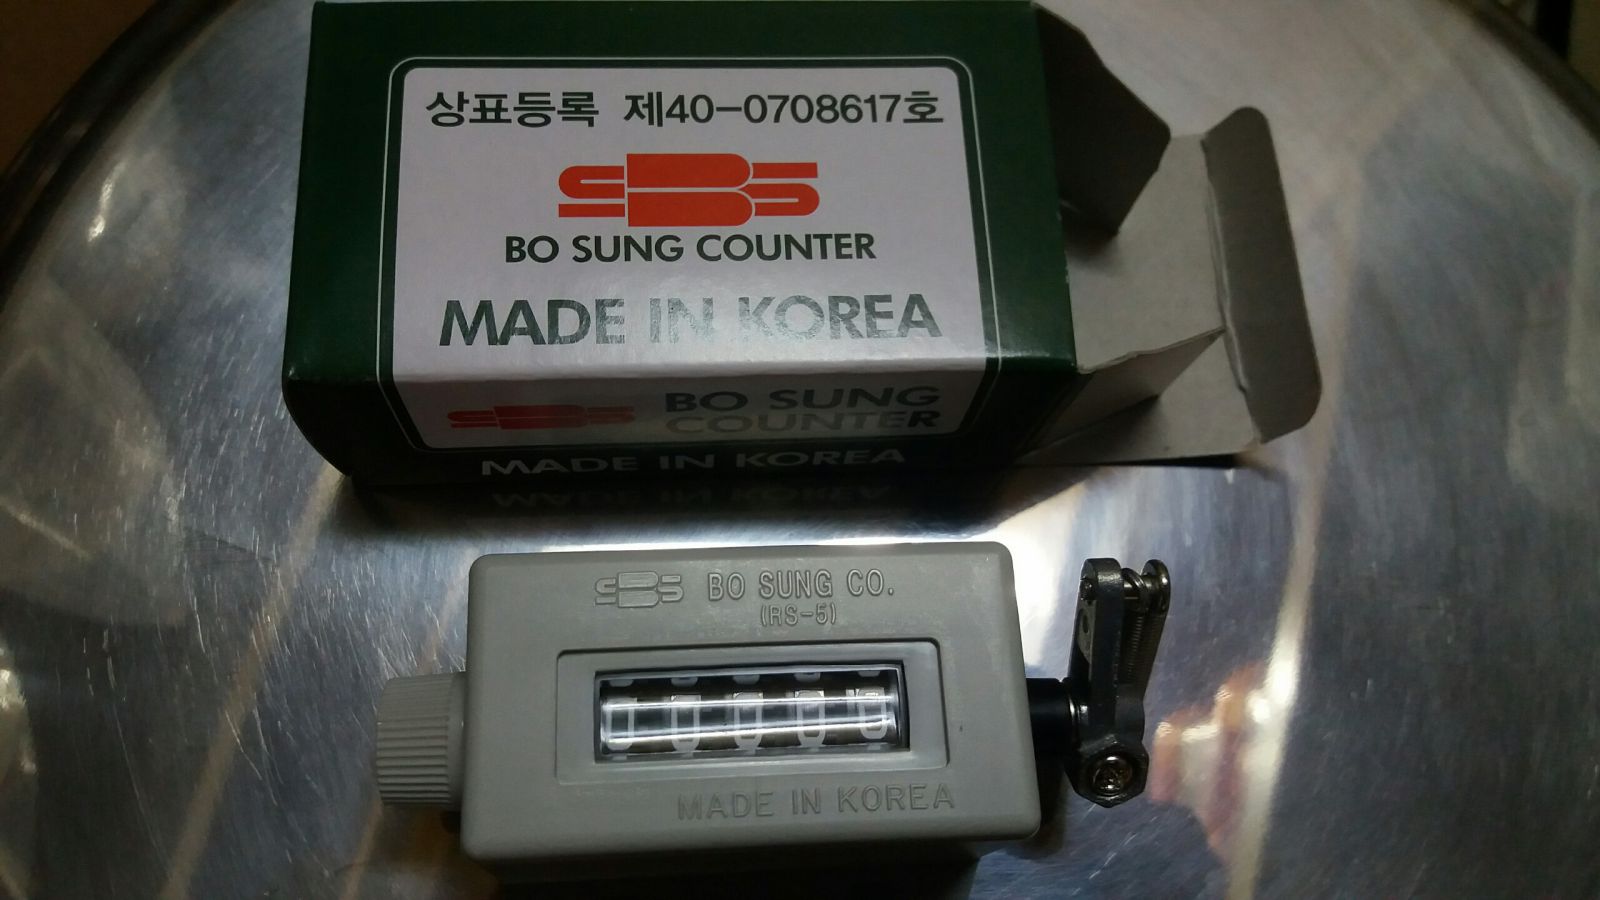 상표등록 제40-0708617호
SBS
BO SUNG COUNTER
MADE IN KOREA
SBS
BO SUNG
COUNTER
MADE IN KOREA
SBS BO SUNG CO.
(RS-5)
00000
MADE IN KOREA